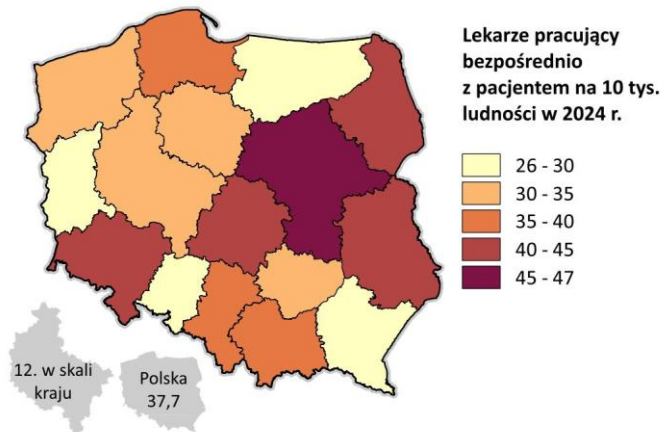 Lekarze pracujący
bezpośrednio
z pacjentem na 10 tys.
ludności w 2024 r.
26 - 30
30 - 35
35 - 40
40 - 45
45 - 47
12. w skali
kraju
Polska
37,7